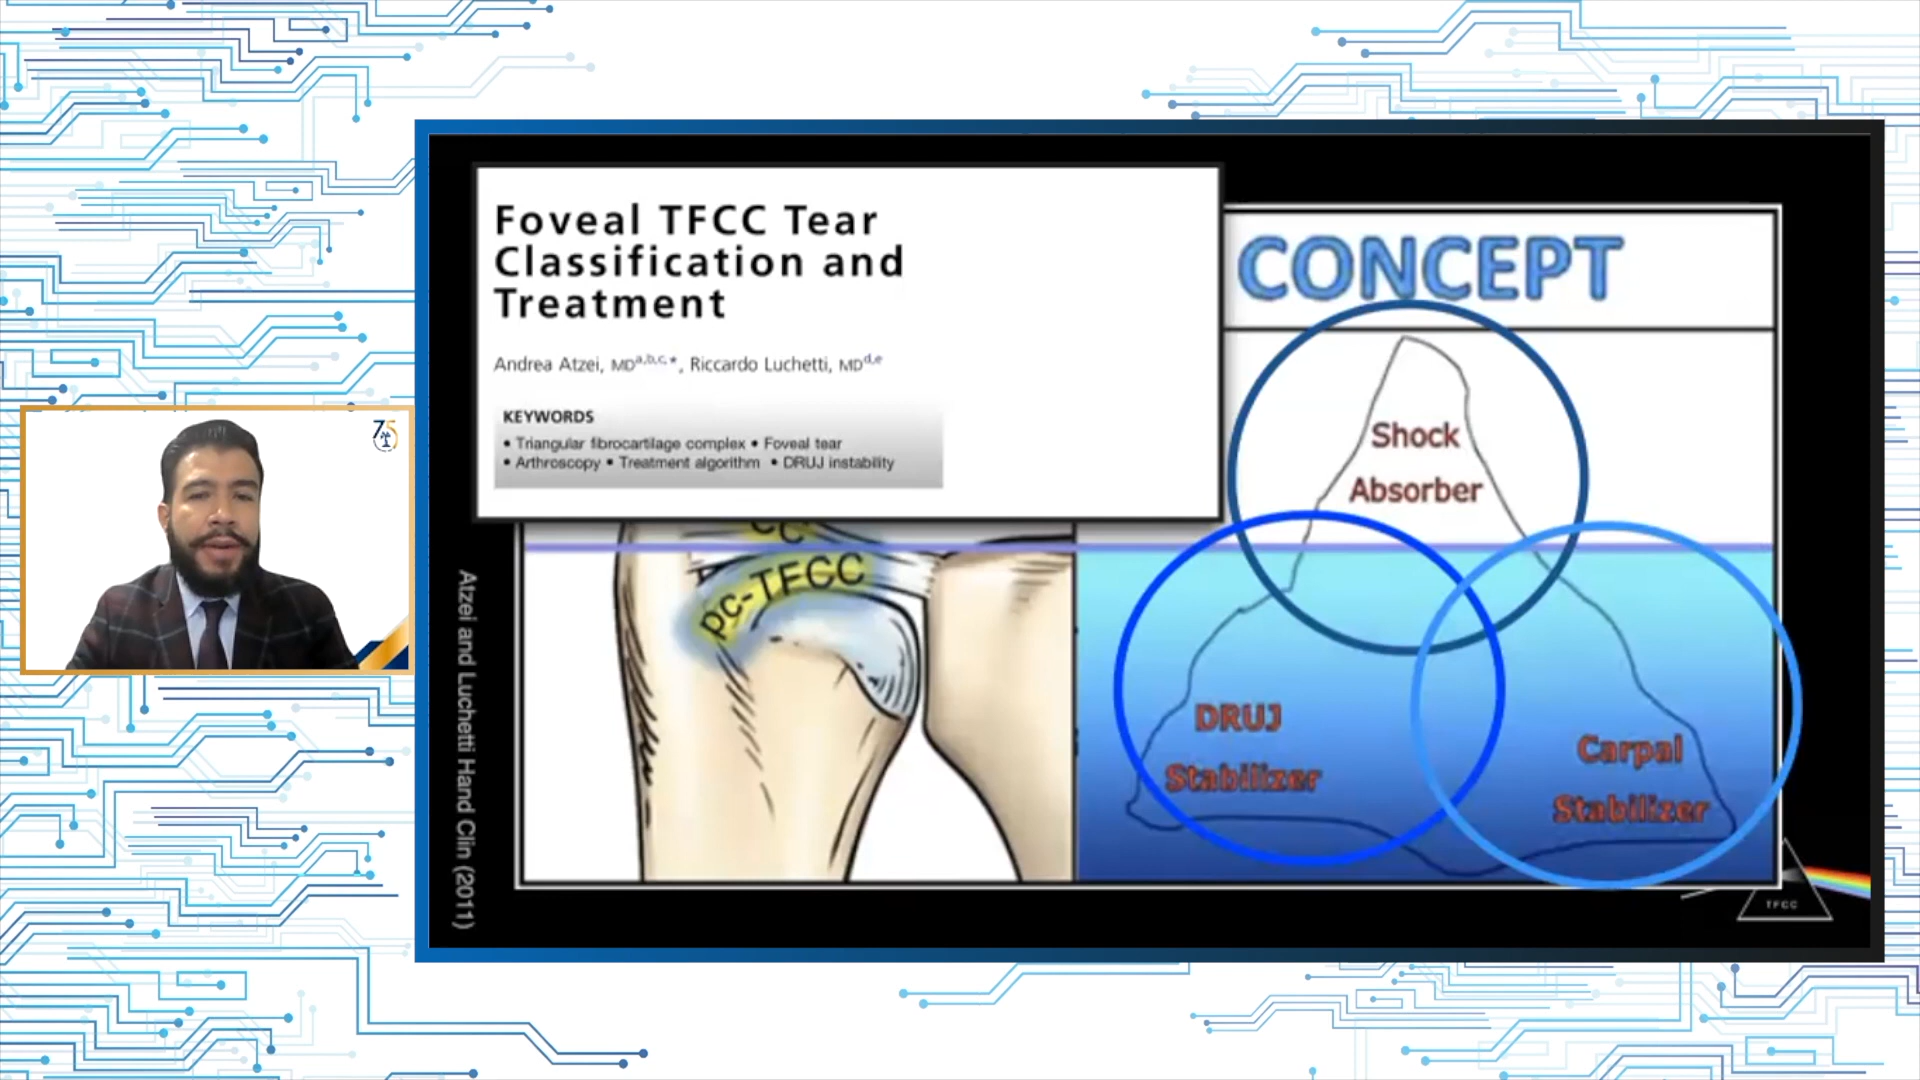 75
Foveal TFCC Tear
Classification and
Treatment
Andrea Atzei, MDa,b,c,*, Riccardo Luchetti, MDd,e
KEYWORDS
• Triangular fibrocartilage complex • Foveal tear
• Arthroscopy • Treatment algorithm • DRUJ instability
CONCEPT
Shock
Absorber
pc-TFCC
DRUJ
Stabilizer
Carpal
Stabilizer
Atzei and Luchetti Hand Clin (2011)
TFCC